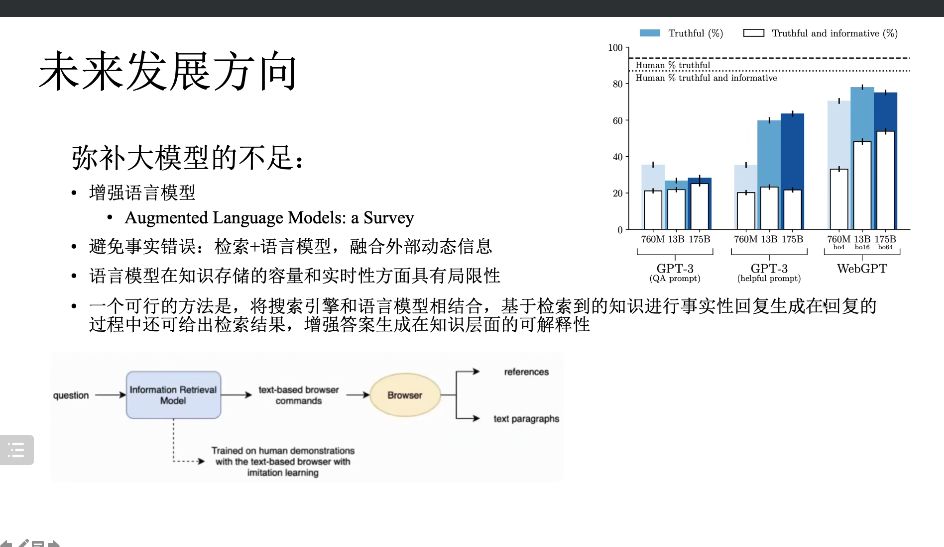 未来发展方向
弥补大模型的不足：
• 增强语言模型
• Augmented Language Models: a Survey
• 避免事实错误：检索+语言模型，融合外部动态信息
• 语言模型在知识存储的容量和实时性方面具有局限性
• 一个可行的方法是，将搜索引擎和语言模型相结合，基于检索到的知识进行事实性回复生成在回复的
过程中还可给出检索结果，增强答案生成在知识层面的可解释性
Truthful (%) Truthful and informative (%)
100
80
60
40
20
0
Human % truthful
Human % truthful and informative
760M 13B 175B 760M 13B 175B 760M 13B 175B
bo4 bo16 bo64
GPT-3 GPT-3 WebGPT
(QA prompt) (helpful prompt)
question
Information Retrieval
Model
text-based browser
commands
Browser
references
text paragraphs
Trained on human demonstrations
with the text-based browser with
imitation learning